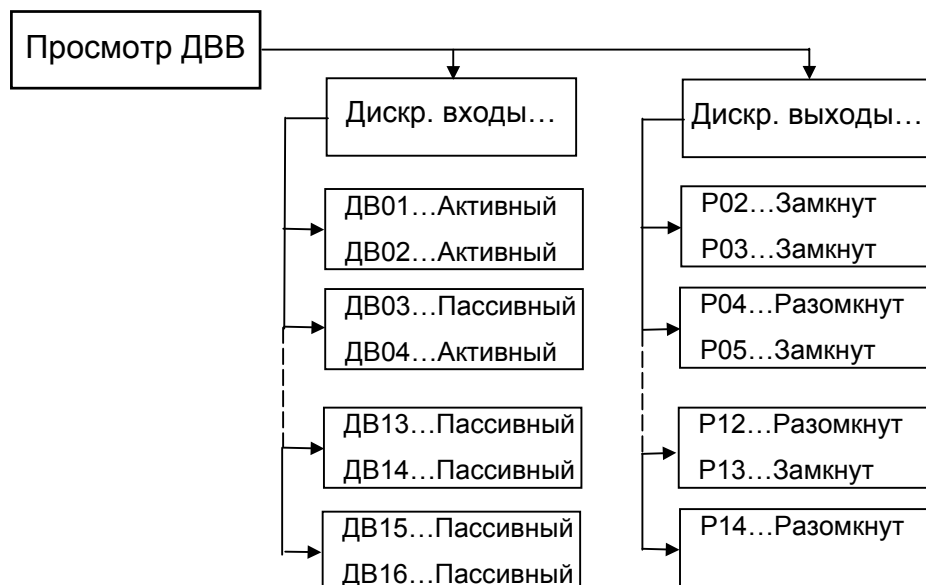 Просмотр ДВВ
Дискр. входы…
ДВ01…Активный
ДВ02…Активный
ДВ03…Пассивный
ДВ04…Активный
ДВ13…Пассивный
ДВ14…Пассивный
ДВ15…Пассивный
ДВ16…Пассивный
Дискр. выходы…
Р02…Замкнут
Р03…Замкнут
Р04…Разомкнут
Р05…Замкнут
Р12…Разомкнут
Р13…Замкнут
Р14…Разомкнут